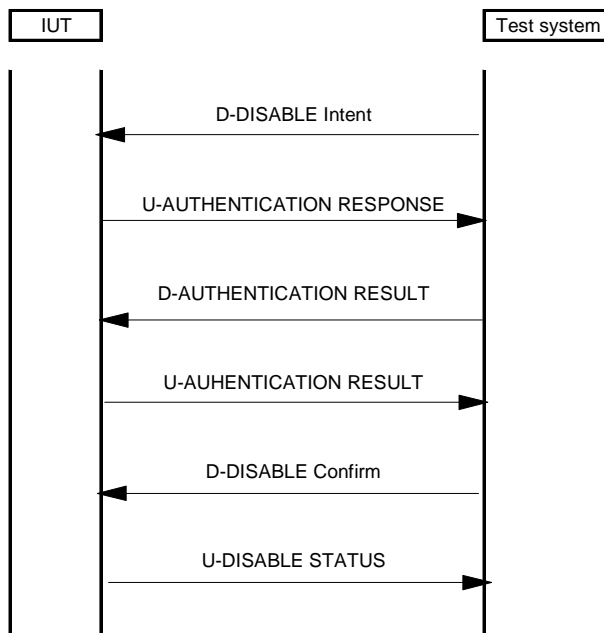 IUT
Test system
D-DISABLE Intent
U-AUTHENTICATION RESPONSE
D-AUTHENTICATION RESULT
U-AUHENTICATION RESULT
D-DISABLE Confirm
U-DISABLE STATUS